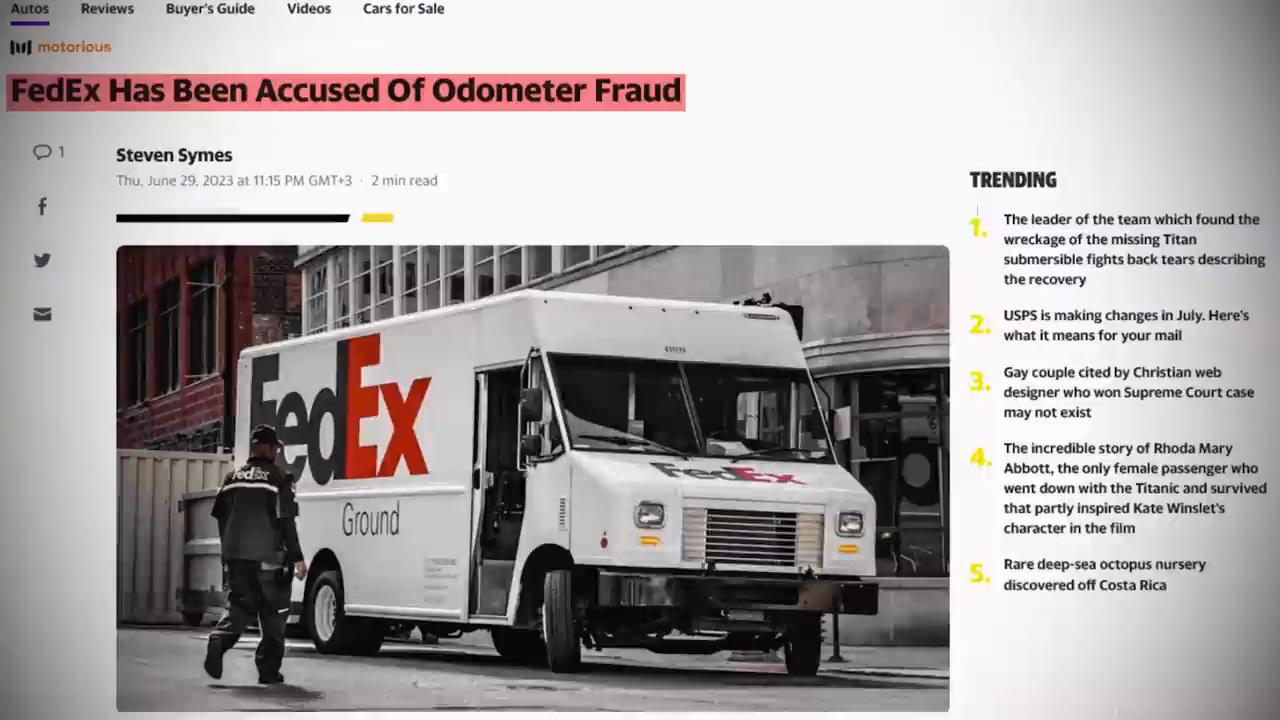 Autos Reviews Buyer's Guide Videos Cars for Sale
motorious
FedEx Has Been Accused Of Odometer Fraud
1
Steven Symes
Thu, June 29, 2023 at 11:15 PM GMT+3 · 2 min read
FedEx
FedEx
FedEx
Ground
TRENDING
1. The leader of the team which found the
wreckage of the missing Titan
submersible fights back tears describing
the recovery
2. USPS is making changes in July. Here's
what it means for your mail
3. Gay couple cited by Christian web
designer who won Supreme Court case
may not exist
4. The incredible story of Rhoda Mary
Abbott, the only female passenger who
went down with the Titanic and survived
that partly inspired Kate Winslet's
character in the film
5. Rare deep-sea octopus nursery
discovered off Costa Rica